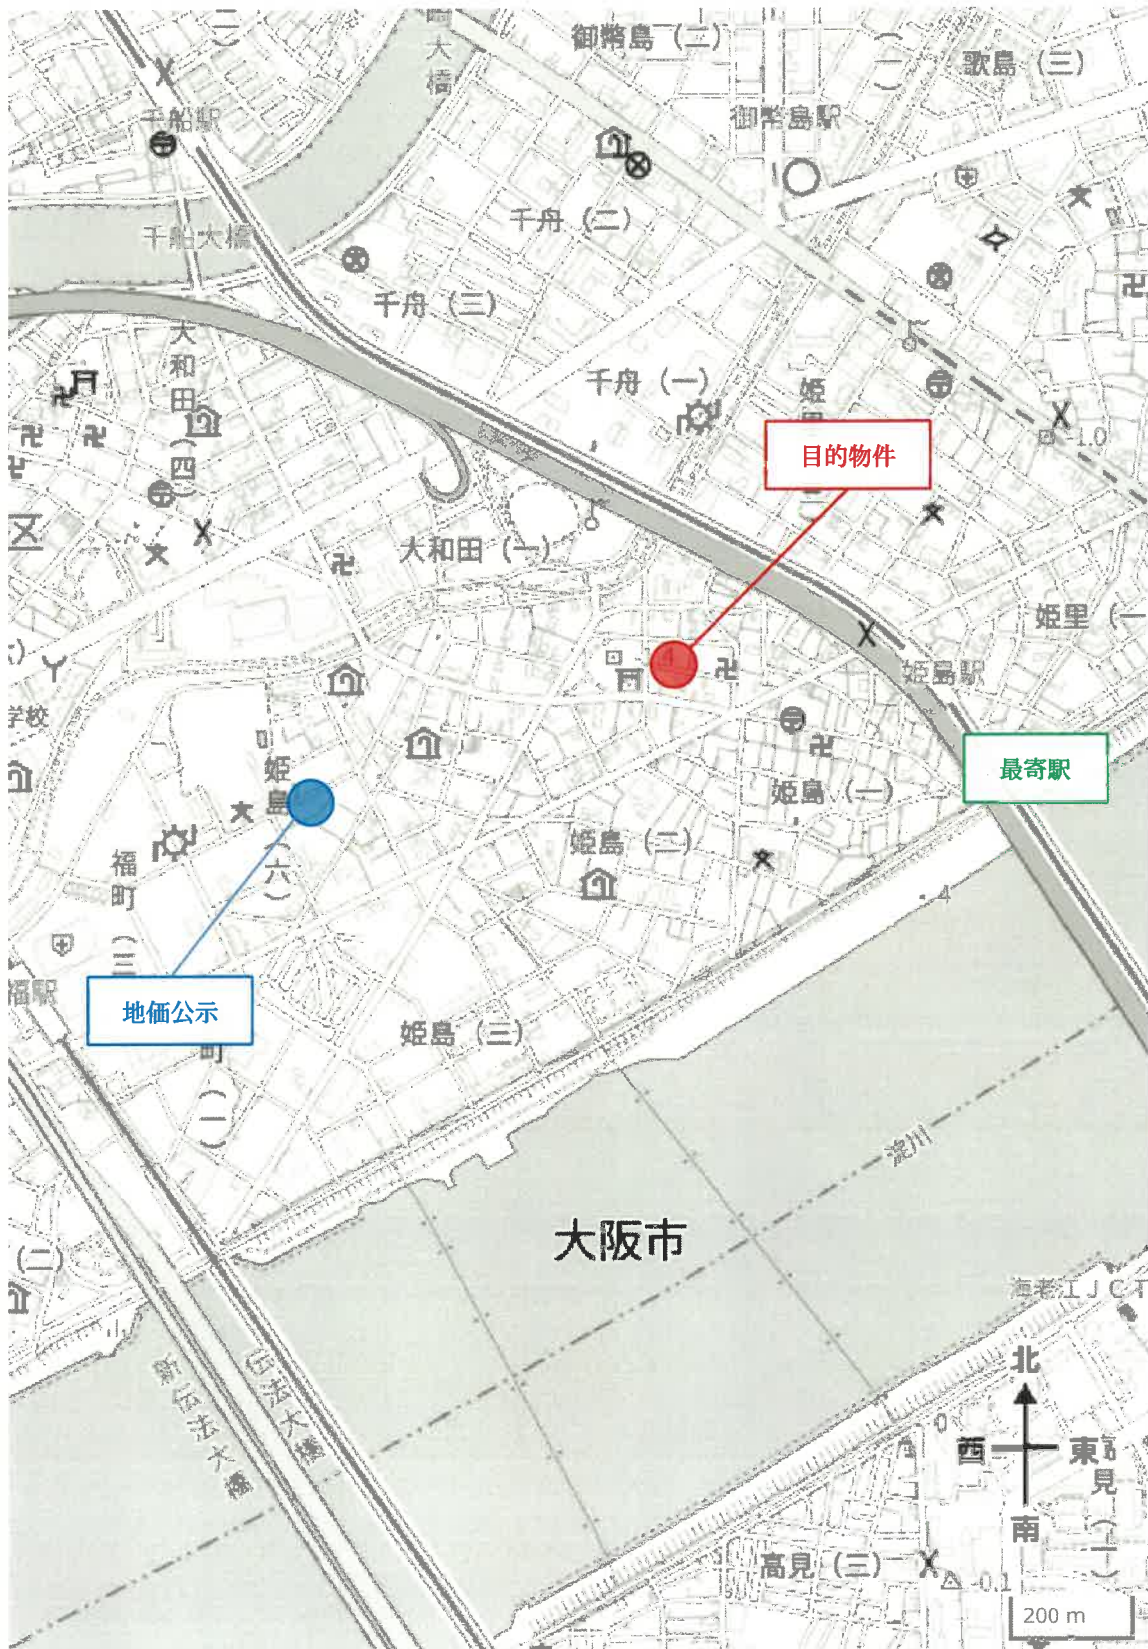 大橋
御幣島（二）
歌島（三）
千船駅
御幣島駅
千船大橋
千舟（二）
千舟（三）
大和田（四）
千舟（一）
目的物件
-1.0
大和田（一）
姫里（一
姫島駅
学校
最寄駅
姫島（六）
姫島（一）
姫島（二）
福町（三
福駅
地価公示
姫島（三）
町（一）
淀川
大阪市
（二）
海老江ＪＣＴ
新伝法大橋
伝法大橋
北
西
東
南
高見（三）
-0.1
200 m